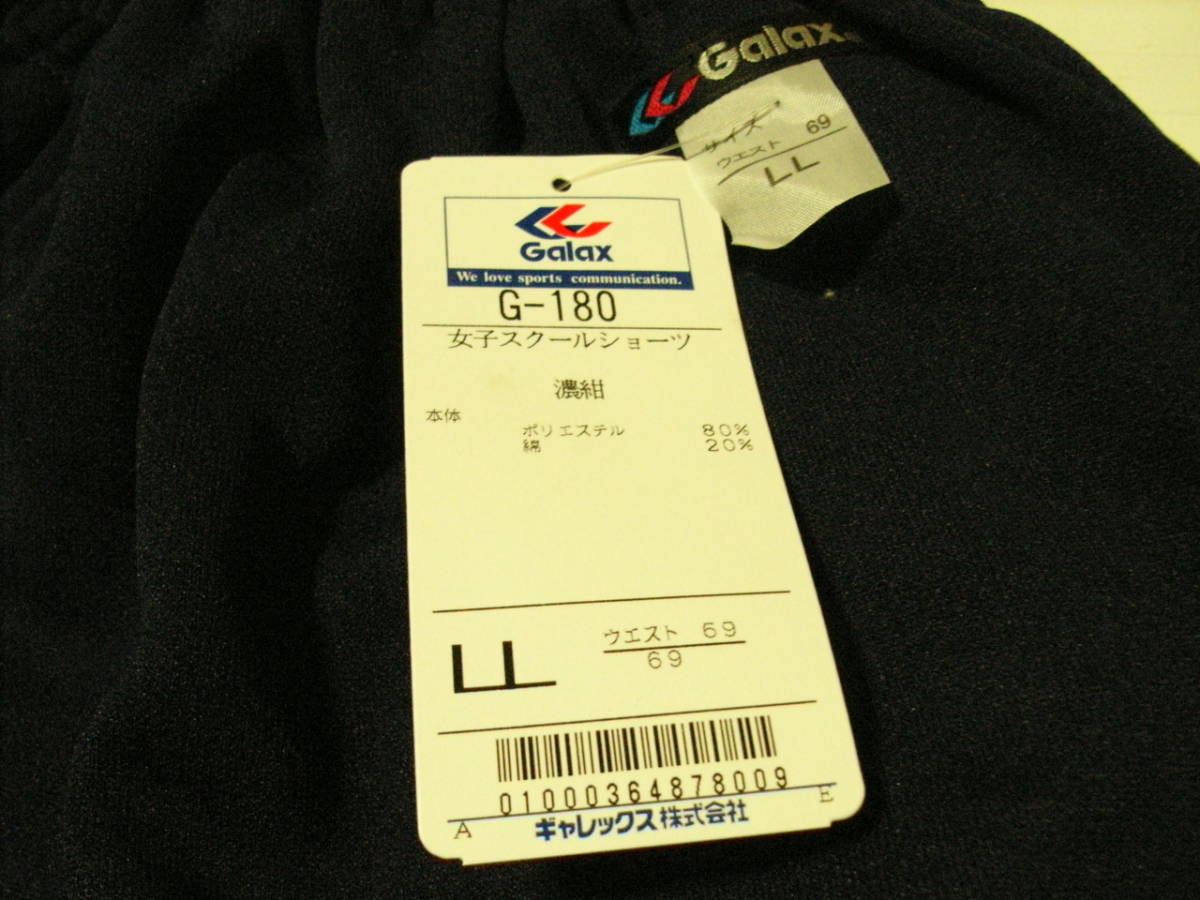 Galax
サイズ
ウエスト 69
LL
Galax
We love sports communication.
G-180
女子スクールショーツ
濃紺
本体
ポリエステル 80%
綿 20%
LL
ウエスト 69
69
01000364878009
A E
ギャレックス株式会社